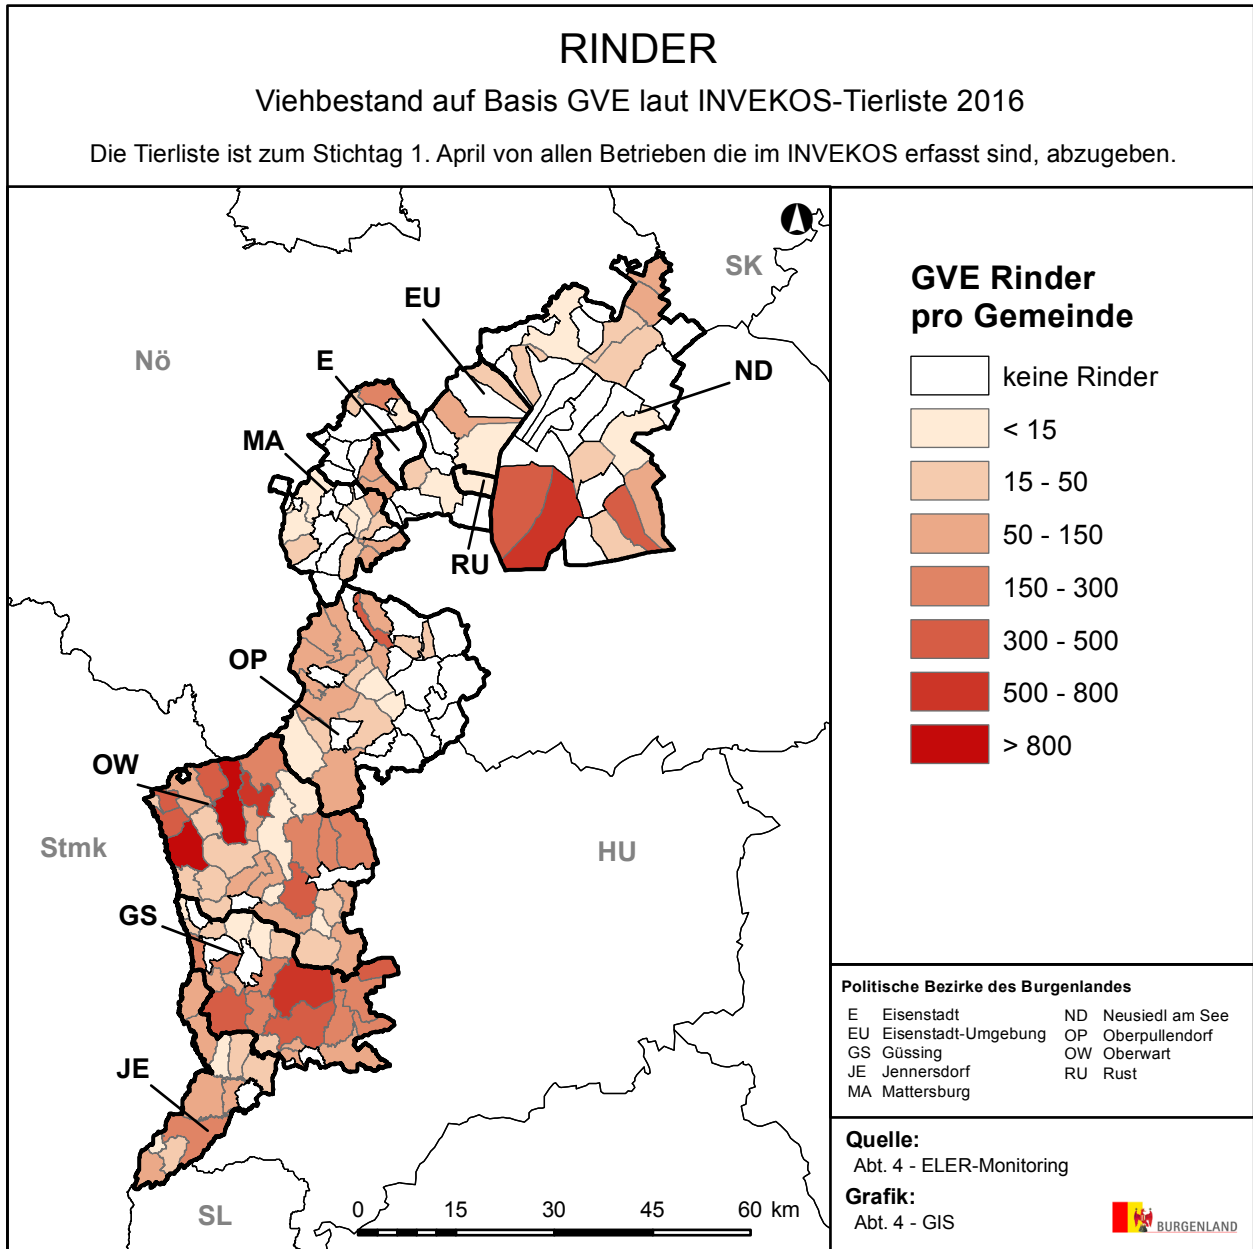 RINDER
Viehbestand auf Basis GVE laut INVEKOS-Tierliste 2016
Die Tierliste ist zum Stichtag 1. April von allen Betrieben die im INVEKOS erfasst sind, abzugeben.
SK
EU
Nö
E
ND
MA
RU
OP
OW
Stmk
HU
GS
JE
SL
0 15 30 45 60 km
GVE Rinder
pro Gemeinde
keine Rinder
< 15
15 - 50
50 - 150
150 - 300
300 - 500
500 - 800
> 800
Politische Bezirke des Burgenlandes
E Eisenstadt
EU Eisenstadt-Umgebung
GS Güssing
JE Jennersdorf
MA Mattersburg
ND Neusiedl am See
OP Oberpullendorf
OW Oberwart
RU Rust
Quelle:
Abt. 4 - ELER-Monitoring
Grafik:
Abt. 4 - GIS
BURGENLAND